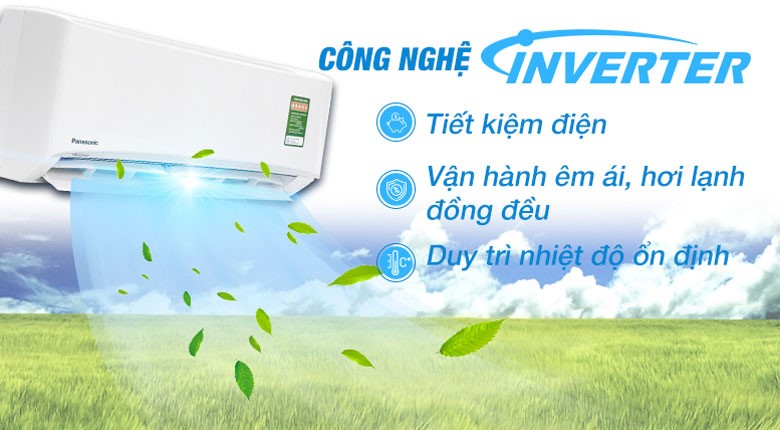 CÔNG NGHỆ INVERTER
Tiết kiệm điện
Vận hành êm ái, hơi lạnh
đồng đều
Duy trì nhiệt độ ổn định
Panasonic